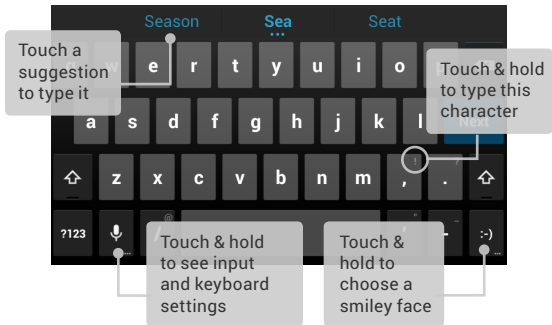 Season Sea Seat
Touch a
suggestion
to type it
w e r t y u i o p
Touch & hold
to type this
character
a s d f g h j k l Next
! ?
z x c v b n m , .
@ " _
?123 / ' - :-)
Touch & hold
to see input
and keyboard
settings
Touch &
hold to
choose a
smiley face